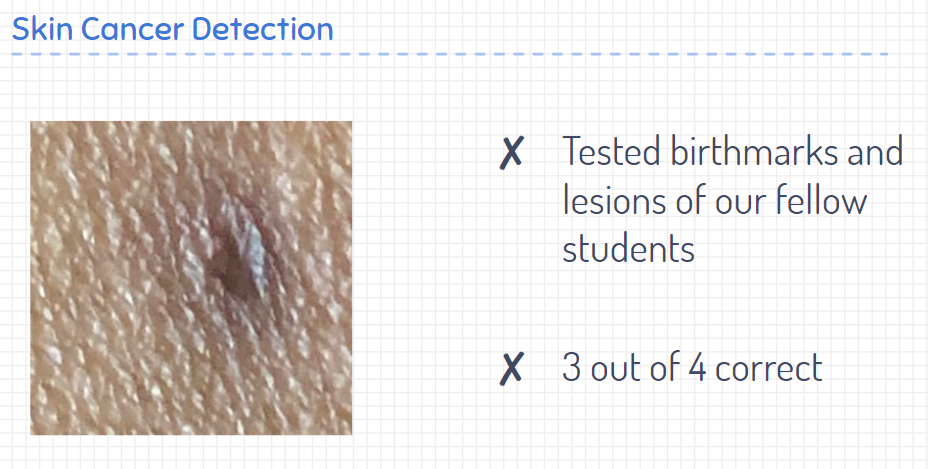 Skin Cancer Detection
✗ Tested birthmarks and
lesions of our fellow
students
✗ 3 out of 4 correct